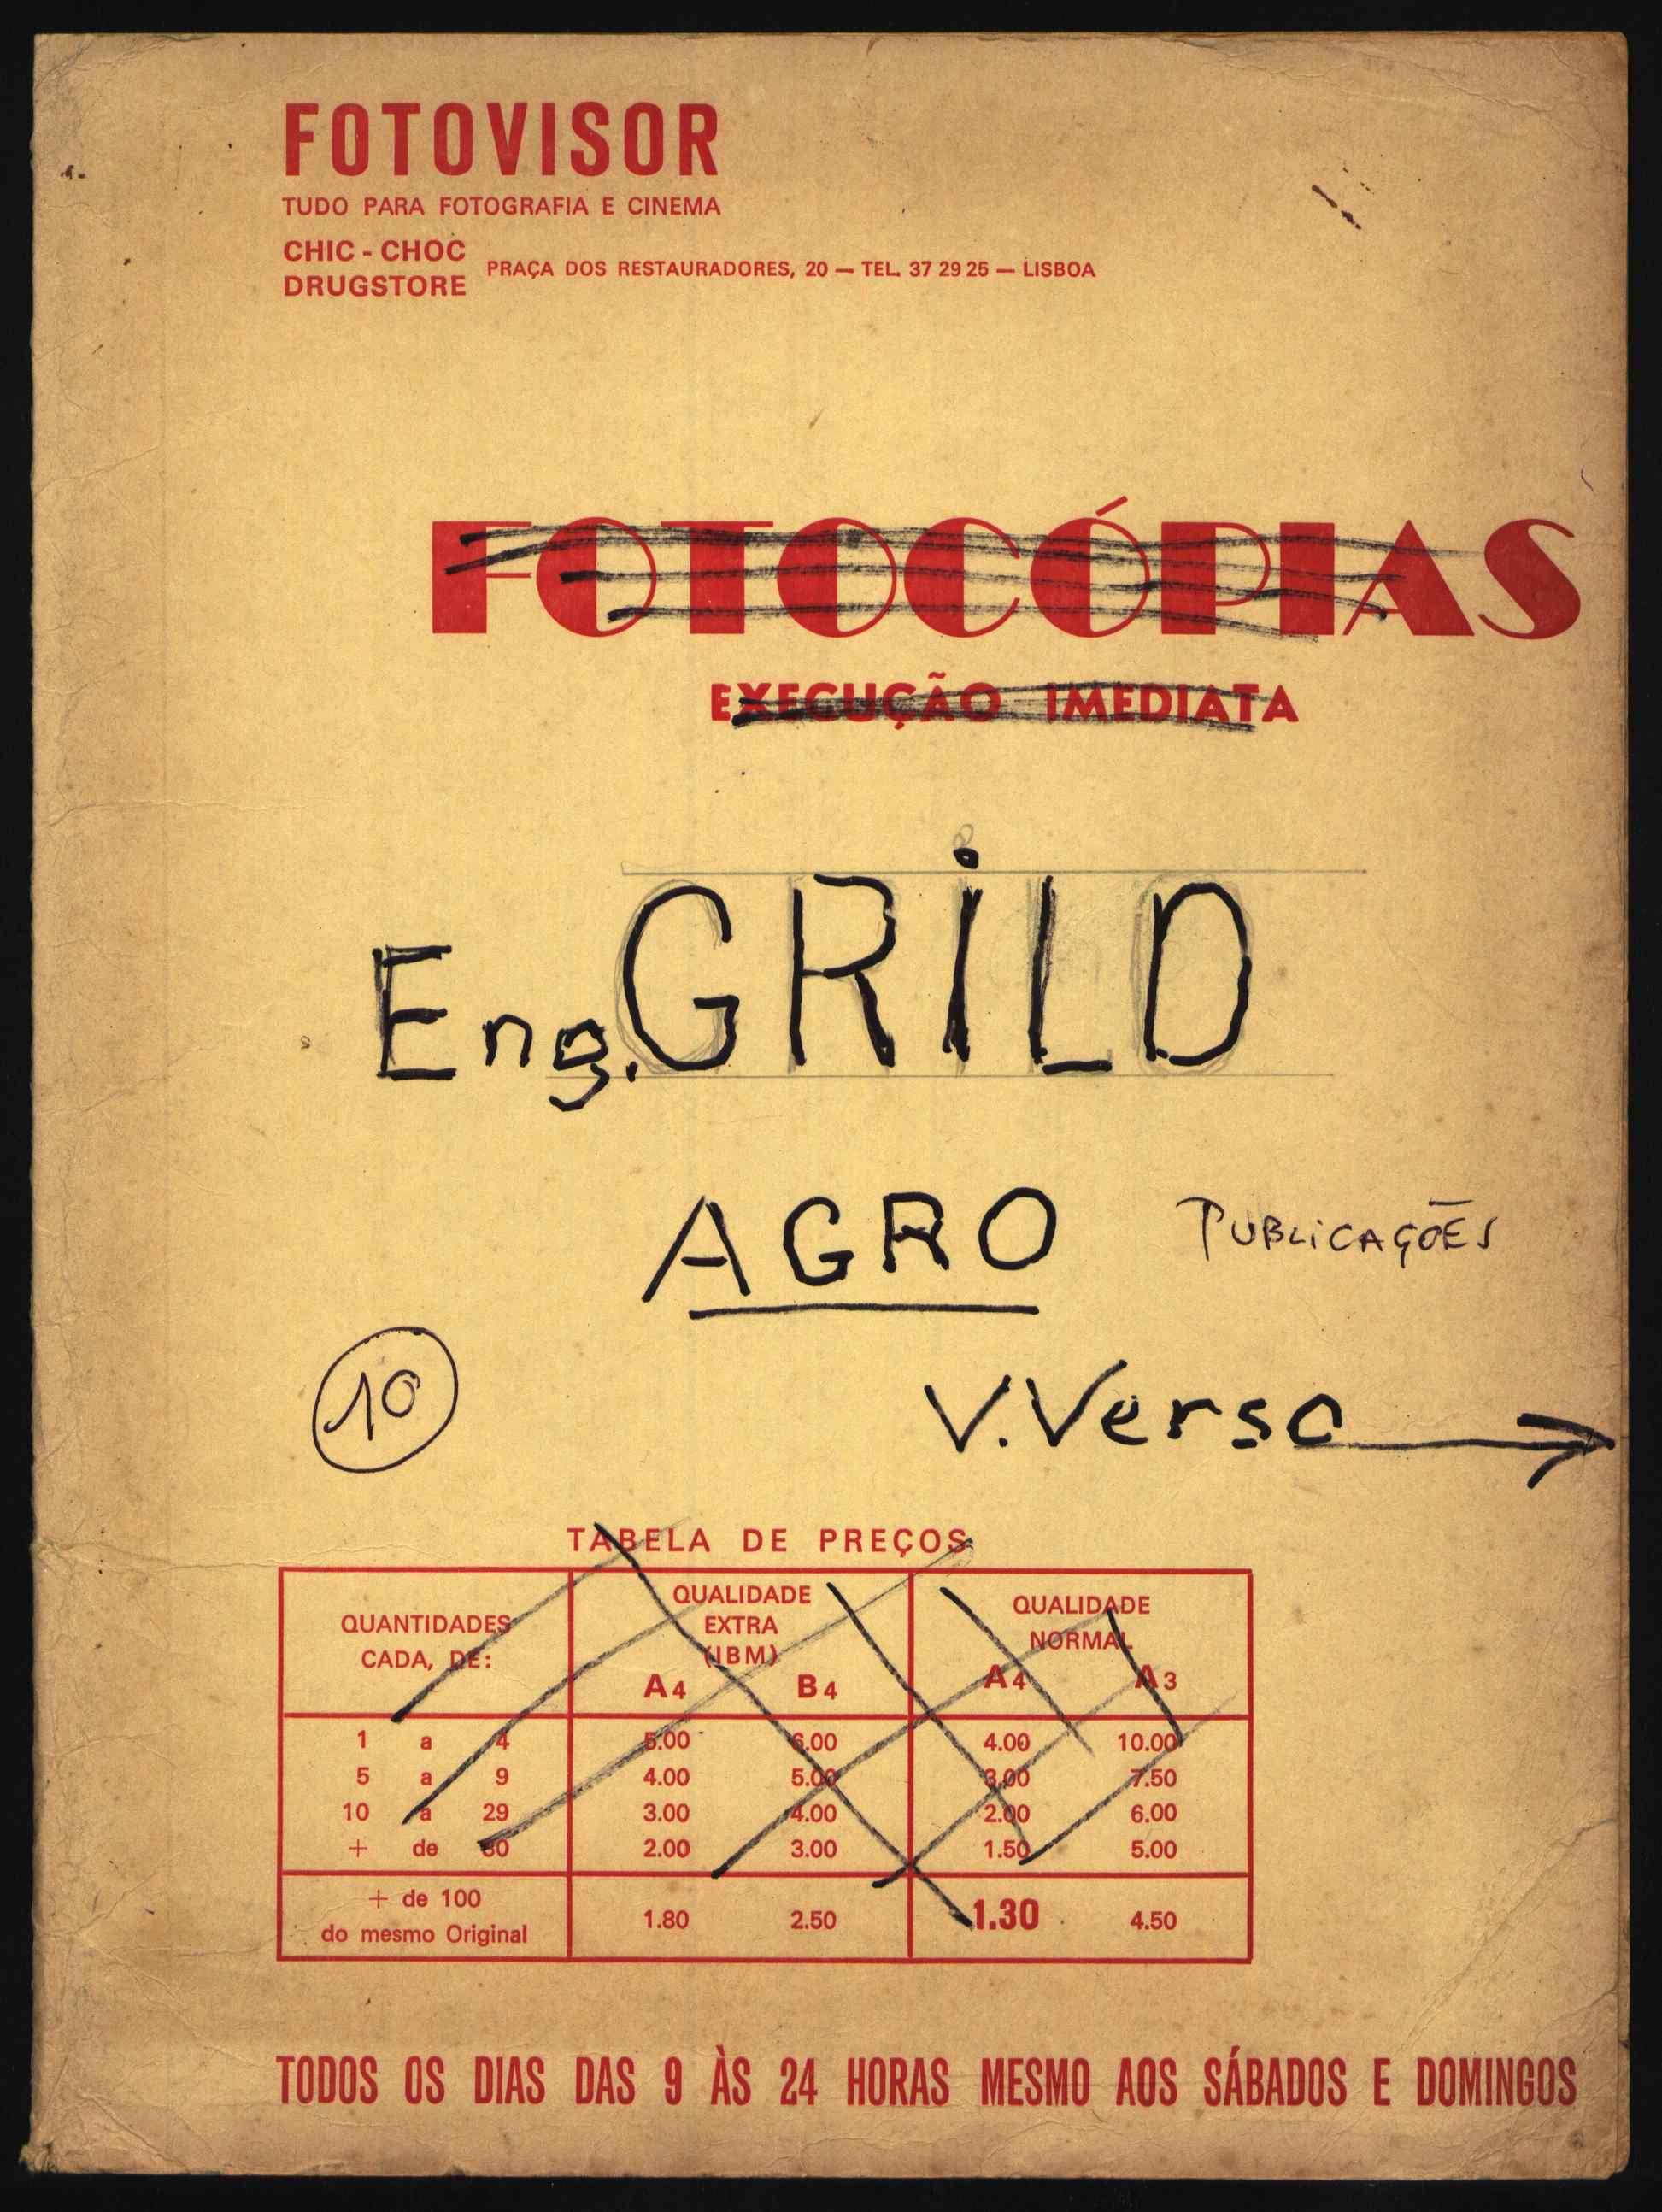 FOTOVISOR
TUDO PARA FOTOGRAFIA E CINEMA
CHIC - CHOC
DRUGSTORE
PRAÇA DOS RESTAURADORES, 20 — TEL. 37 29 25 — LISBOA
FOTOCÓPIAS
EXECUÇÃO IMEDIATA
Eng. GRiLO
AGRO PUBLiCAÇÕES
10
V. Verso
TABELA DE PREÇOS
QUANTIDADES CADA, DE: QUALIDADE EXTRA (IBM) QUALIDADE NORMAL
A4 B4 A4 A3
1 a 4 5.00 6.00 4.00 10.00
5 a 9 4.00 5.00 3.00 7.50
10 a 29 3.00 4.00 2.00 6.00
+ de 30 2.00 3.00 1.50 5.00
+ de 100
do mesmo Original 1.80 2.50 1.30 4.50
TODOS OS DIAS DAS 9 ÀS 24 HORAS MESMO AOS SÁBADOS E DOMINGOS